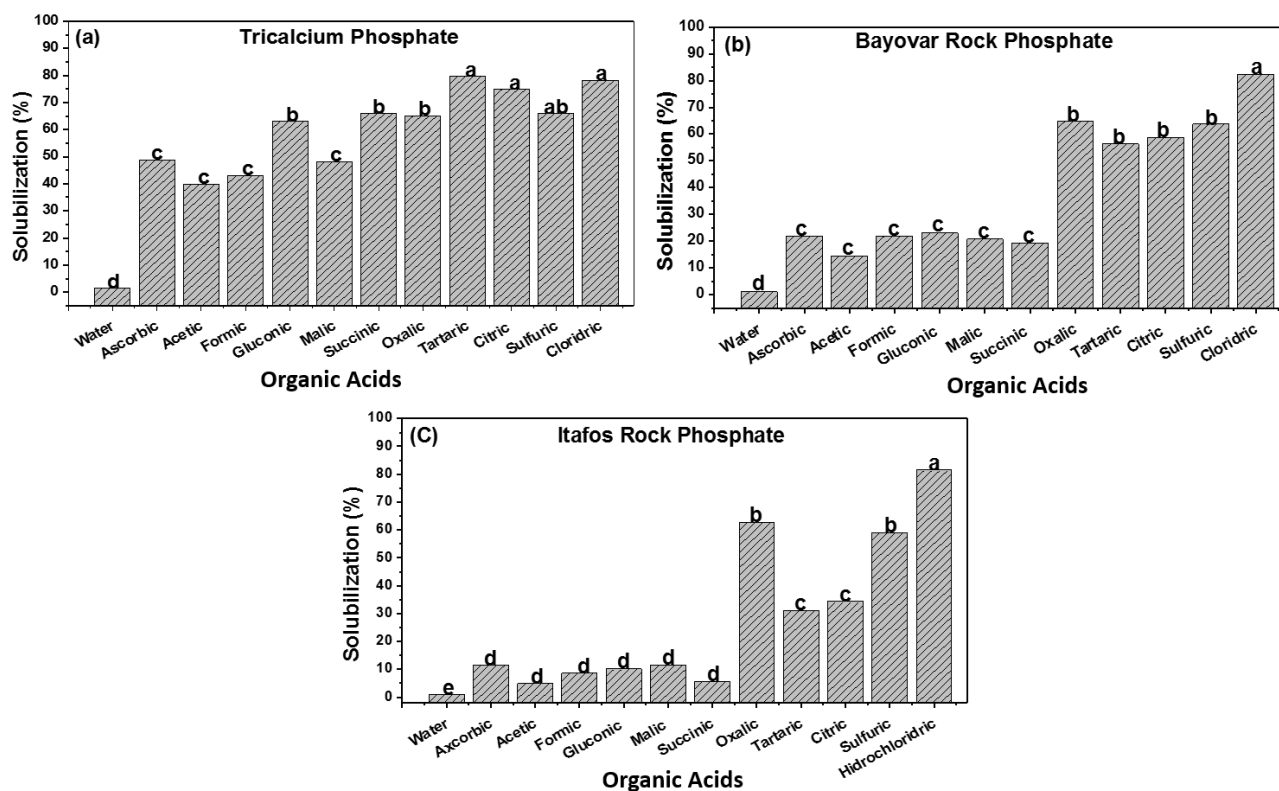 (a) Tricalcium Phosphate
Solubilization (%)
100
90
80
70
60
50
40
30
20
10
0
d c c c b c b b a a ab a
Water Ascorbic Acetic Formic Gluconic Malic Succinic Oxalic Tartaric Citric Sulfuric Cloridric
Organic Acids
(b) Bayovar Rock Phosphate
Solubilization (%)
100
90
80
70
60
50
40
30
20
10
0
d c c c c c c b b b b a
Water Ascorbic Acetic Formic Gluconic Malic Succinic Oxalic Tartaric Citric Sulfuric Cloridric
Organic Acids
(C) Itafos Rock Phosphate
Solubilization (%)
100
90
80
70
60
50
40
30
20
10
0
e d d d d d d b c c b a
Water Axcorbic Acetic Formic Gluconic Malic Succinic Oxalic Tartaric Citric Sulfuric Hidrochloridric
Organic Acids